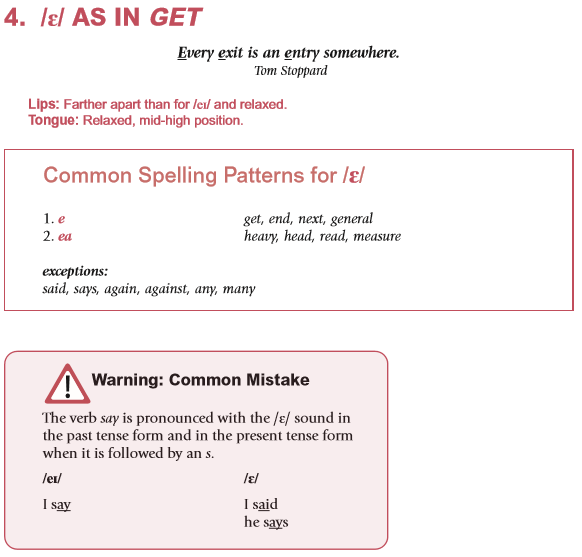 4. /ɛ/ AS IN GET
Every exit is an entry somewhere.
Tom Stoppard
Lips: Farther apart than for /eɪ/ and relaxed.
Tongue: Relaxed, mid-high position.
Common Spelling Patterns for /ɛ/
1. e get, end, next, general
2. ea heavy, head, read, measure
exceptions:
said, says, again, against, any, many
Warning: Common Mistake
The verb say is pronounced with the /ɛ/ sound in
the past tense form and in the present tense form
when it is followed by an s.
/eɪ/ /ɛ/
I say I said
he says